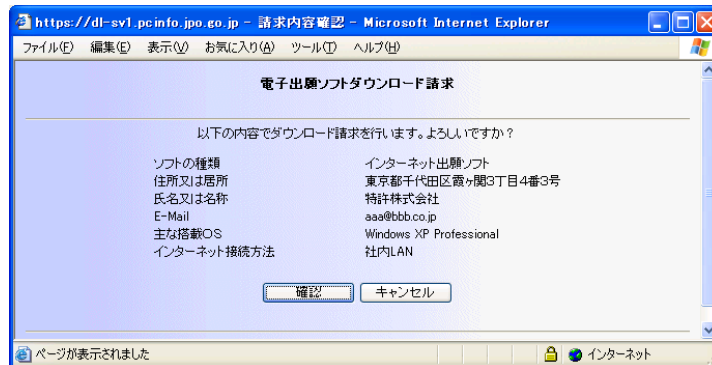 https://dl-sv1.pcinfo.jpo.go.jp - 請求内容確認 - Microsoft Internet Explorer
ファイル(F) 編集(E) 表示(V) お気に入り(A) ツール(T) ヘルプ(H)
電子出願ソフトダウンロード請求
以下の内容でダウンロード請求を行います。よろしいですか?
ソフトの種類 インターネット出願ソフト
住所又は居所 東京都千代田区霞ヶ関3丁目4番3号
氏名又は名称 特許株式会社
E-Mail aaa@bbb.co.jp
主な搭載OS Windows XP Professional
インターネット接続方法 社内LAN
確認 キャンセル
ページが表示されました インターネット